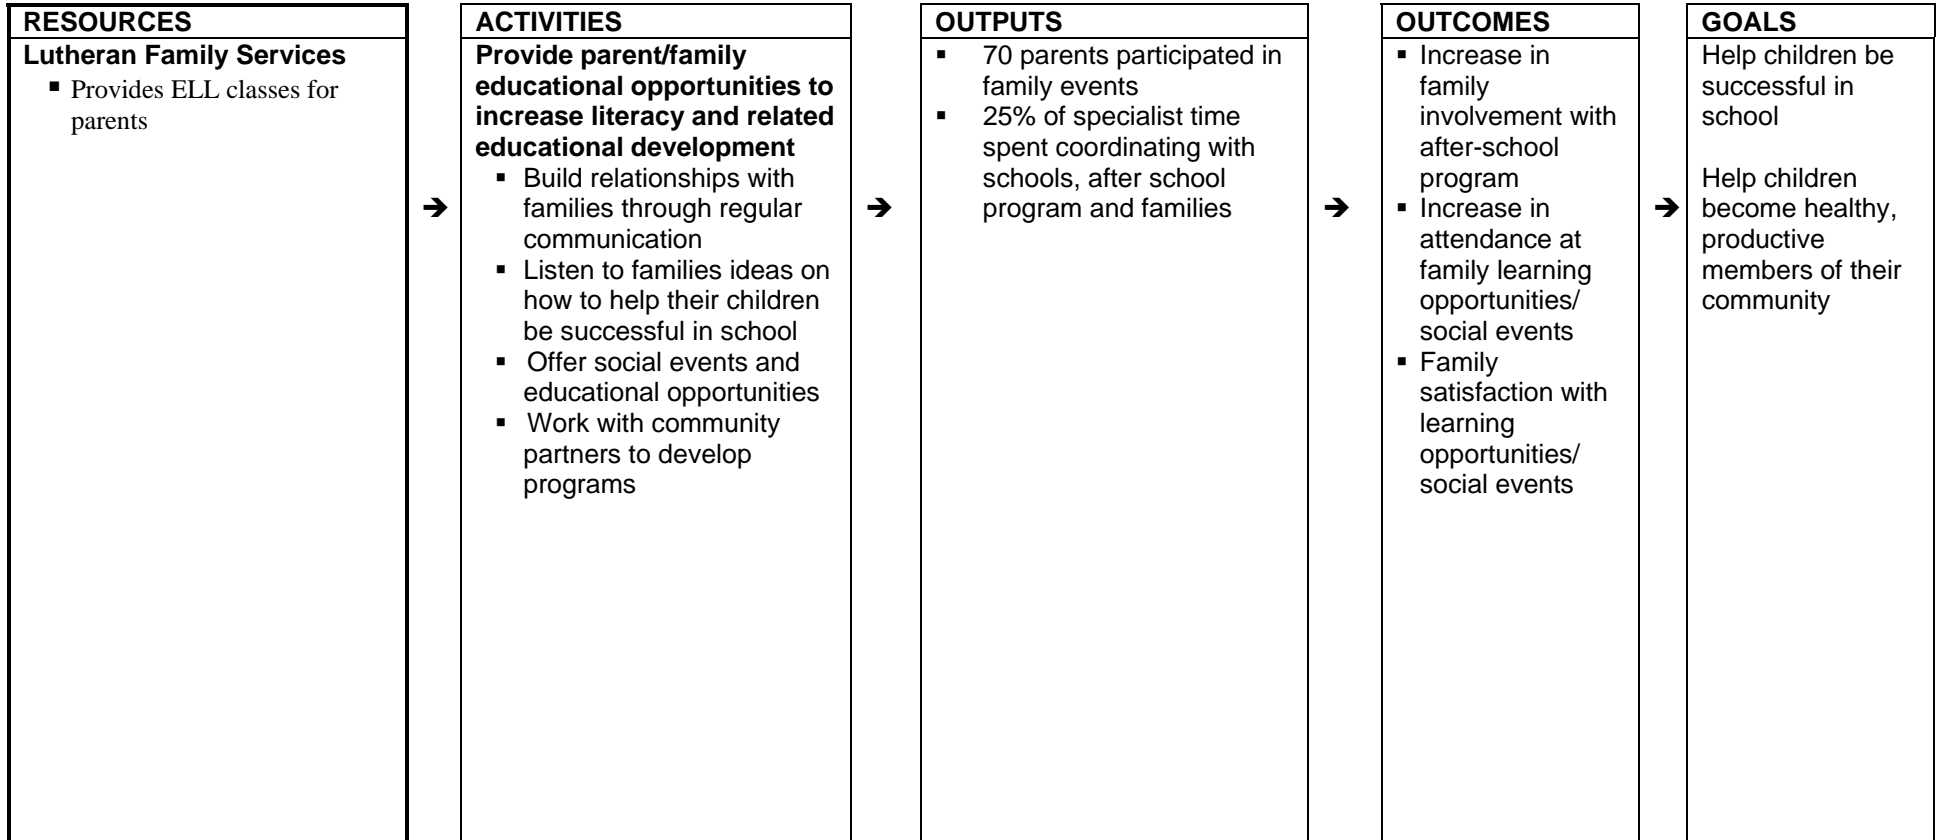 RESOURCES
Lutheran Family Services
▪ Provides ELL classes for
parents
➔
ACTIVITIES
Provide parent/family
educational opportunities to
increase literacy and related
educational development
▪ Build relationships with
families through regular
communication
▪ Listen to families ideas on
how to help their children
be successful in school
▪ Offer social events and
educational opportunities
▪ Work with community
partners to develop
programs
➔
OUTPUTS
▪ 70 parents participated in
family events
▪ 25% of specialist time
spent coordinating with
schools, after school
program and families
➔
OUTCOMES
▪ Increase in
family
involvement with
after-school
program
▪ Increase in
attendance at
family learning
opportunities/
social events
▪ Family
satisfaction with
learning
opportunities/
social events
➔
GOALS
Help children be
successful in
school
Help children
become healthy,
productive
members of their
community